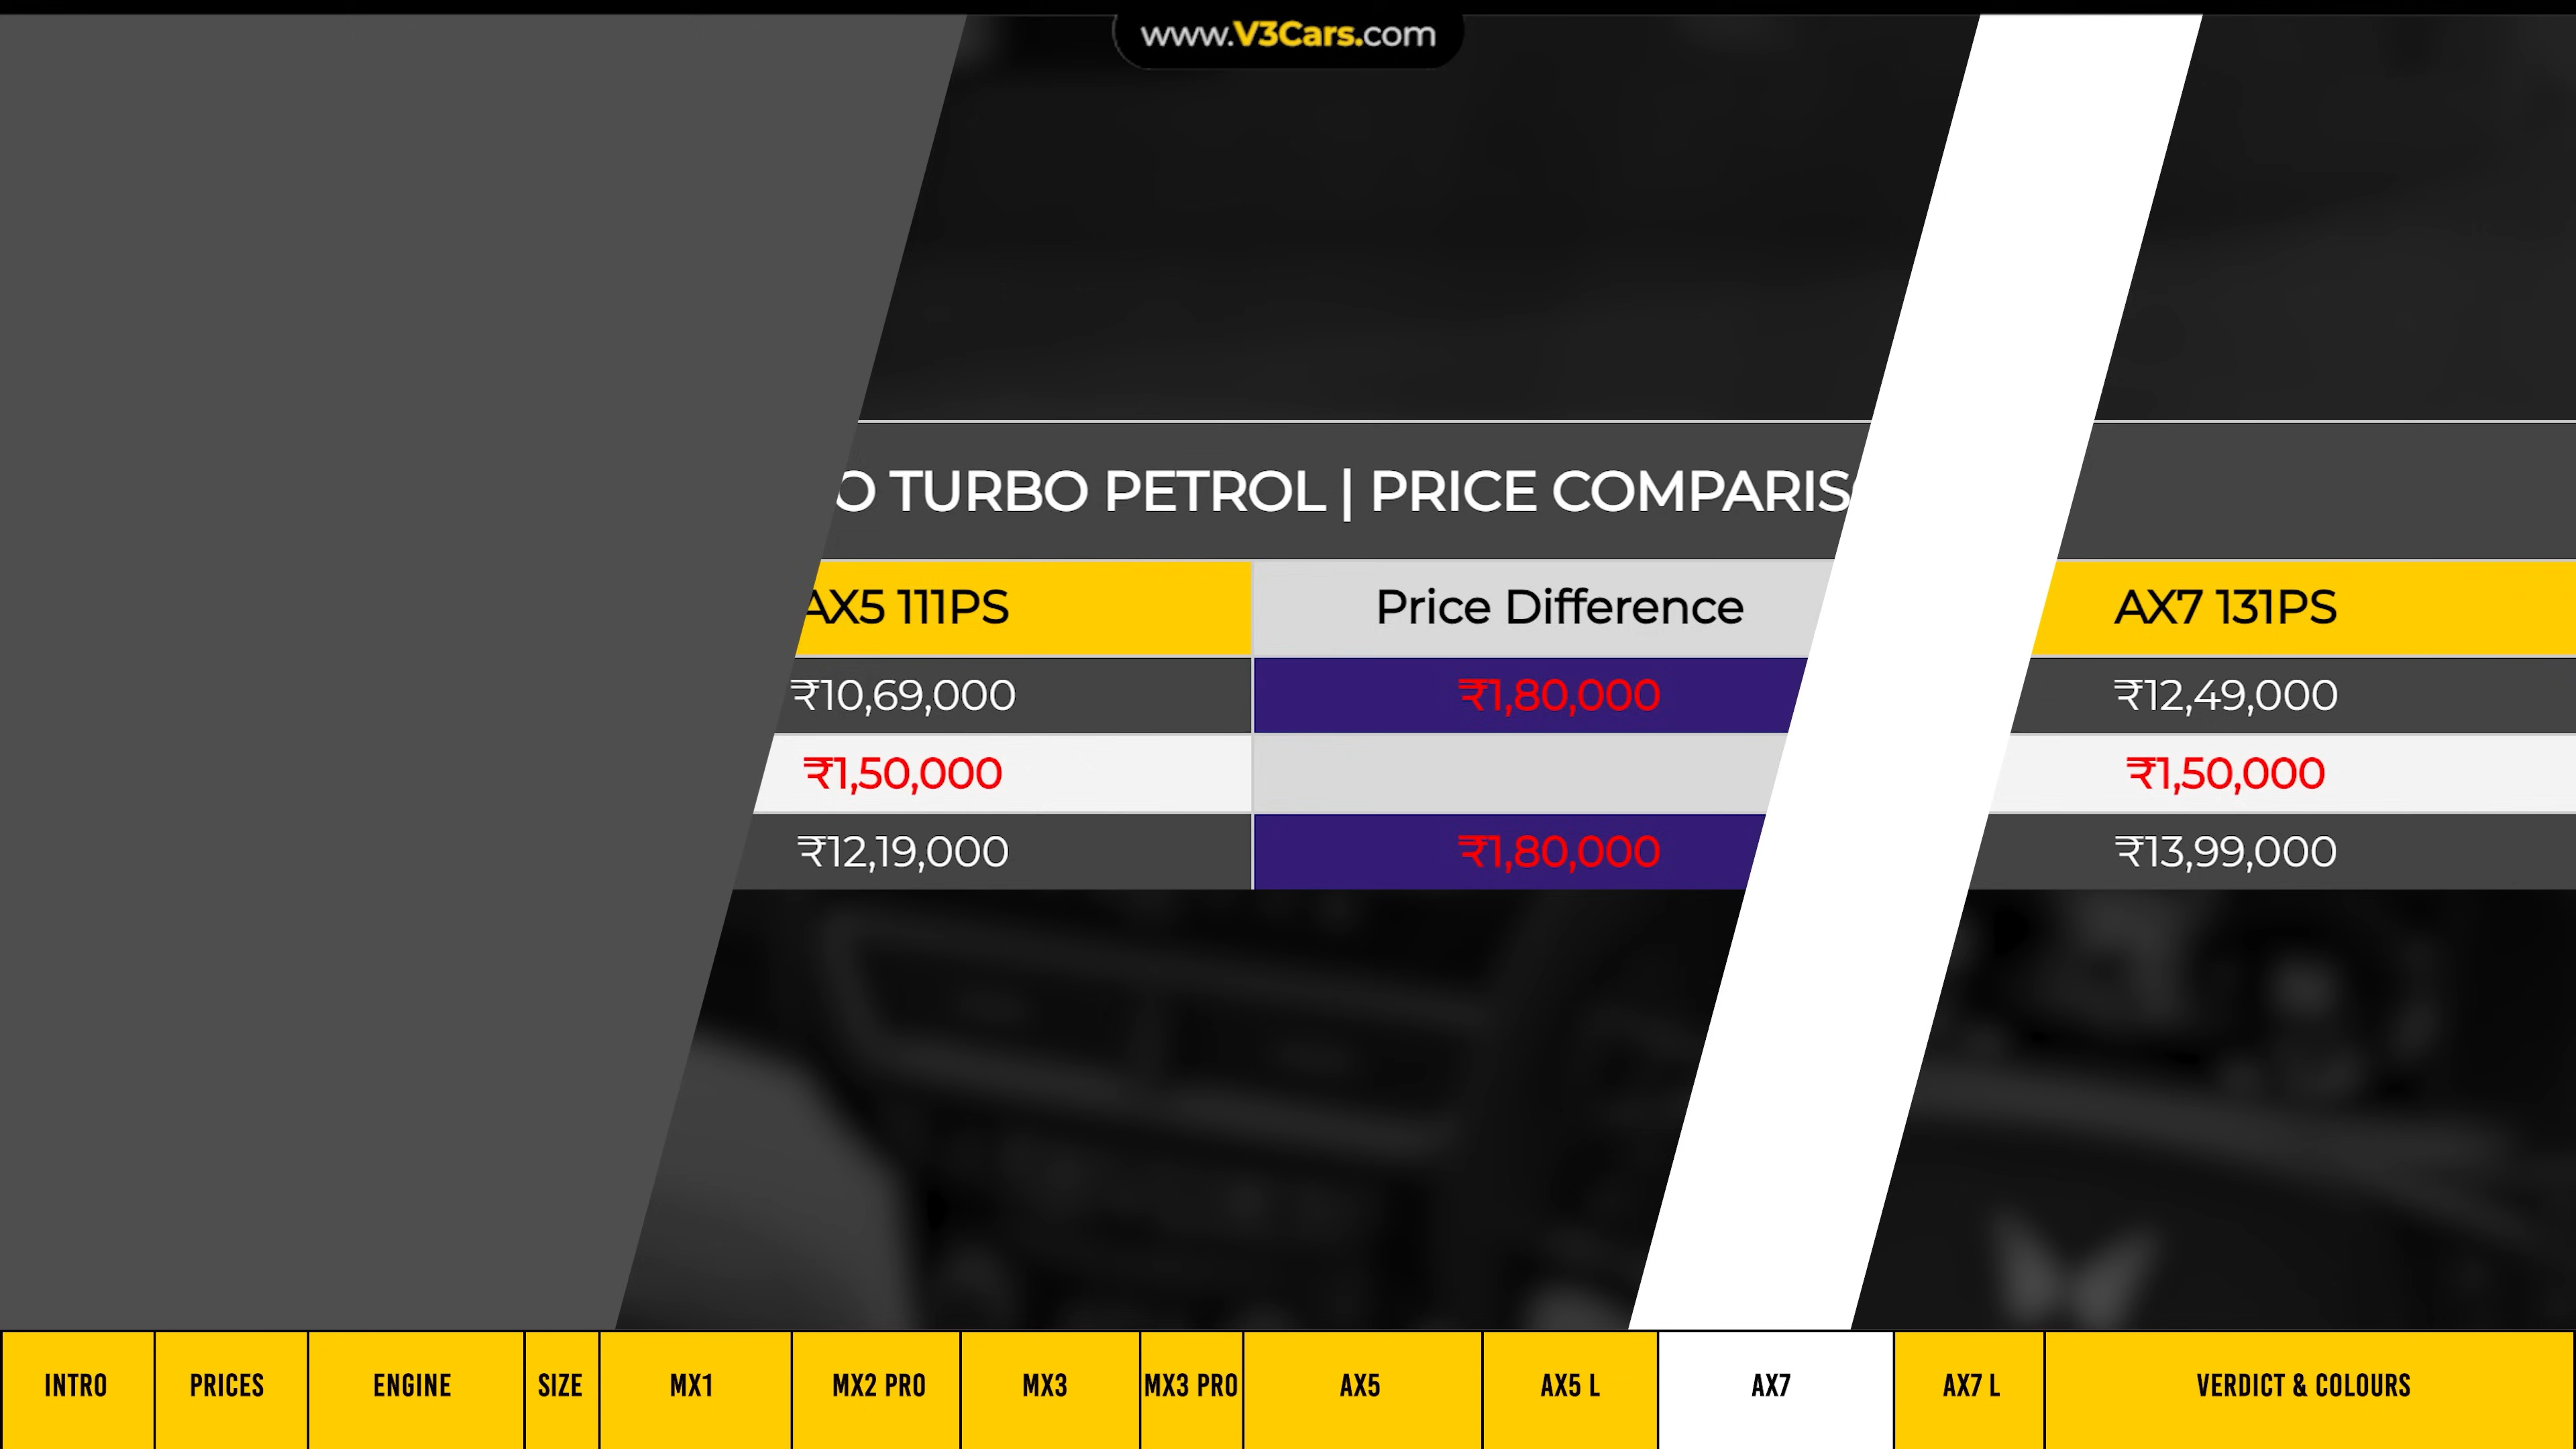 www.V3Cars.com
O TURBO PETROL | PRICE COMPARIS
AX5 111PS Price Difference AX7 131PS
₹10,69,000 ₹1,80,000 ₹12,49,000
₹1,50,000 ₹1,50,000
₹12,19,000 ₹1,80,000 ₹13,99,000
INTRO PRICES ENGINE SIZE MX1 MX2 PRO MX3 MX3 PRO AX5 AX5 L AX7 AX7 L VERDICT & COLOURS